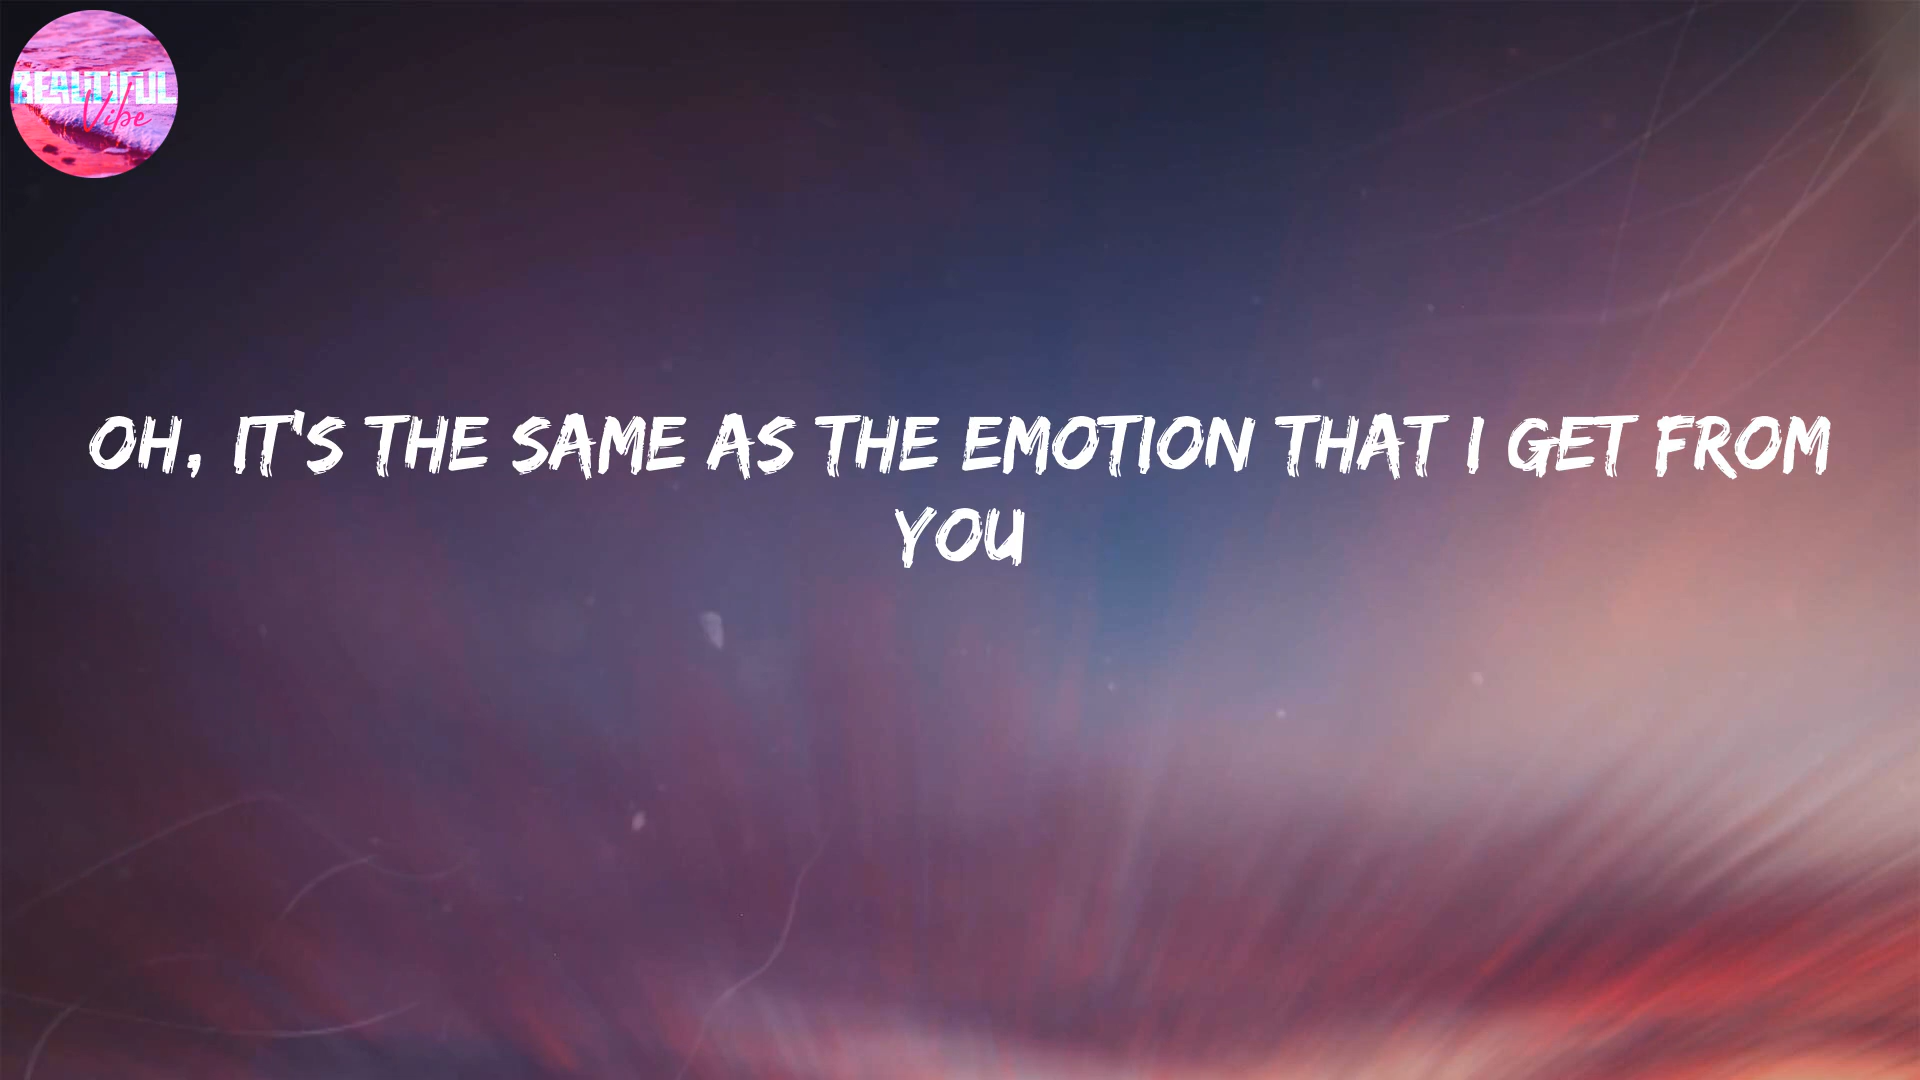 BEAUTIFUL
Vibe
OH, IT'S THE SAME AS THE EMOTION THAT I GET FROM
YOU